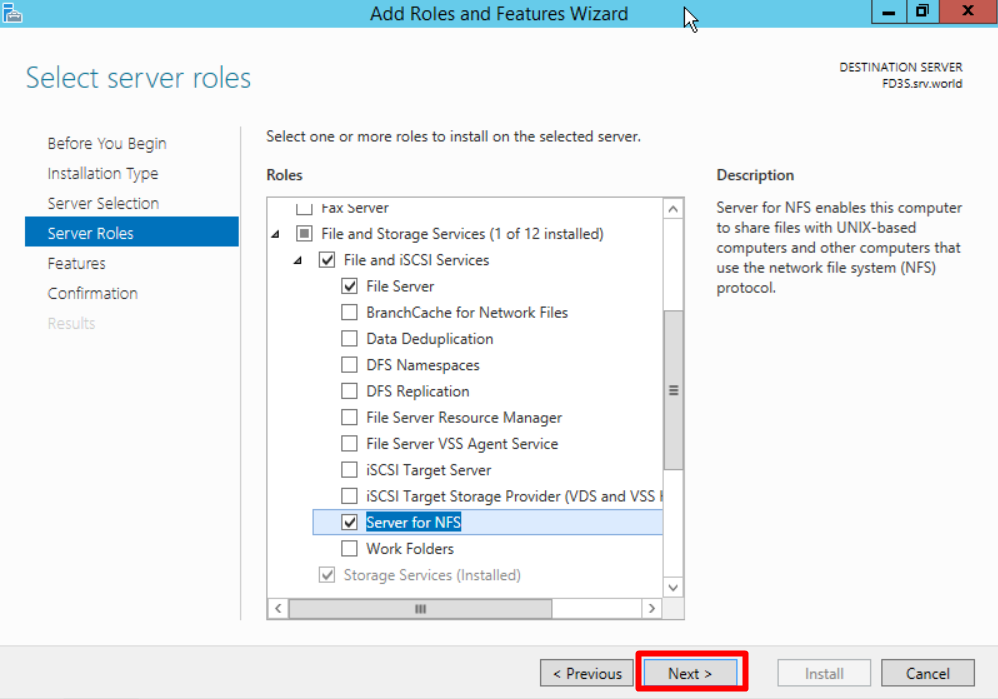 Add Roles and Features Wizard
Select server roles
DESTINATION SERVER
FD3S.srv.world
Before You Begin
Installation Type
Server Selection
Server Roles
Features
Confirmation
Results
Select one or more roles to install on the selected server.
Roles
Fax Server
File and Storage Services (1 of 12 installed)
File and iSCSI Services
File Server
BranchCache for Network Files
Data Deduplication
DFS Namespaces
DFS Replication
File Server Resource Manager
File Server VSS Agent Service
iSCSI Target Server
iSCSI Target Storage Provider (VDS and VSS
Server for NFS
Work Folders
Storage Services (Installed)
Description
Server for NFS enables this computer
to share files with UNIX-based
computers and other computers that
use the network file system (NFS)
protocol.
< Previous
Next >
Install
Cancel